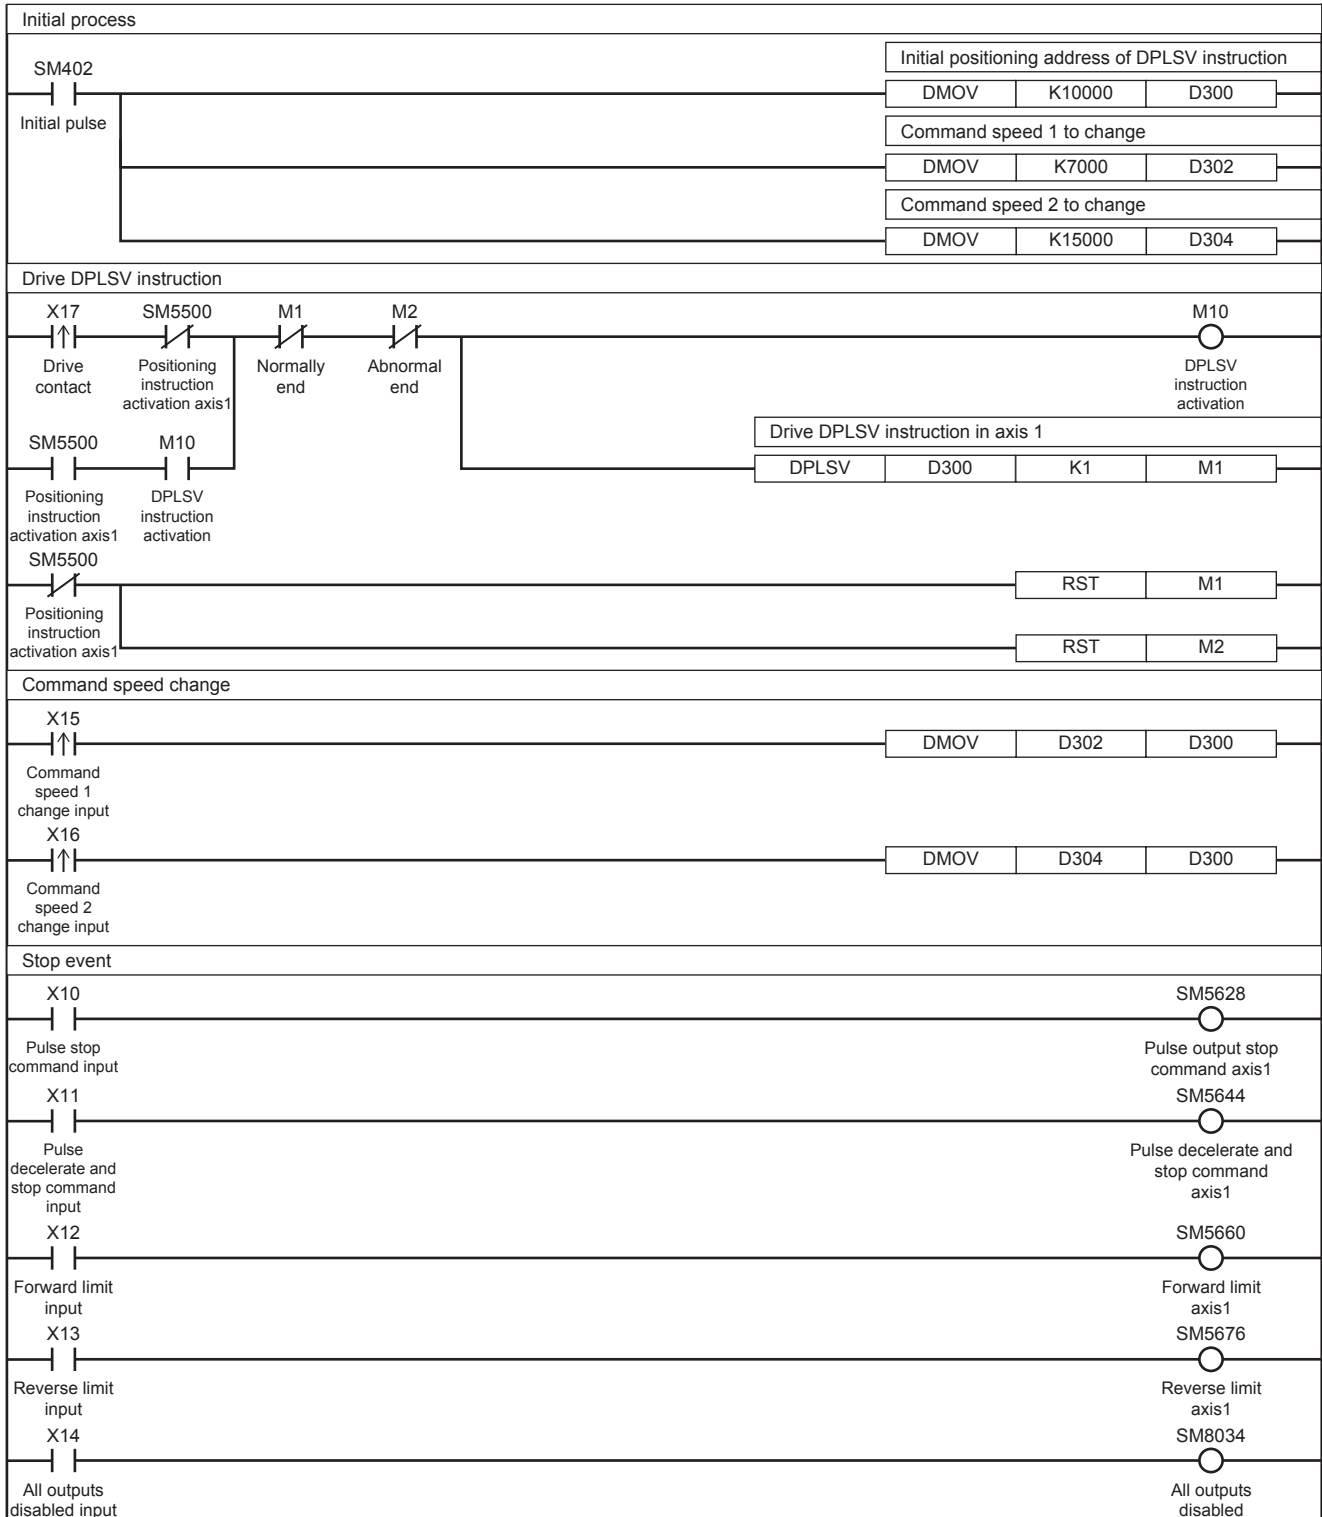 Initial process
Initial positioning address of DPLSV instruction
SM402
DMOV K10000 D300
Initial pulse
Command speed 1 to change
DMOV K7000 D302
Command speed 2 to change
DMOV K15000 D304
Drive DPLSV instruction
X17 SM5500 M1 M2 M10
Drive contact
Positioning instruction activation axis1
Normally end
Abnormal end
DPLSV instruction activation
Drive DPLSV instruction in axis 1
SM5500 M10
DPLSV D300 K1 M1
Positioning instruction activation axis1
DPLSV instruction activation
SM5500
RST M1
Positioning instruction activation axis1
RST M2
Command speed change
X15
DMOV D302 D300
Command
speed 1
change input
X16
DMOV D304 D300
Command
speed 2
change input
Stop event
X10 SM5628
Pulse stop command input
Pulse output stop command axis1
X11 SM5644
Pulse decelerate and stop command input
Pulse decelerate and stop command axis1
X12 SM5660
Forward limit input
Forward limit axis1
X13 SM5676
Reverse limit input
Reverse limit axis1
X14 SM8034
All outputs disabled input
All outputs disabled